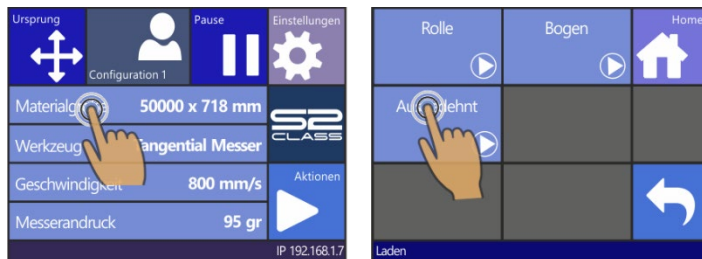 Ursprung
Configuration 1
Pause
Einstellungen
50000 x 718 mm
Werkzeug
Tangential Messer
Geschwindigkeit
800 mm/s
Messerandruck
95 gr
S2
CLASS
Aktionen
IP 192.168.1.7
Rolle
Bogen
Home
Laden